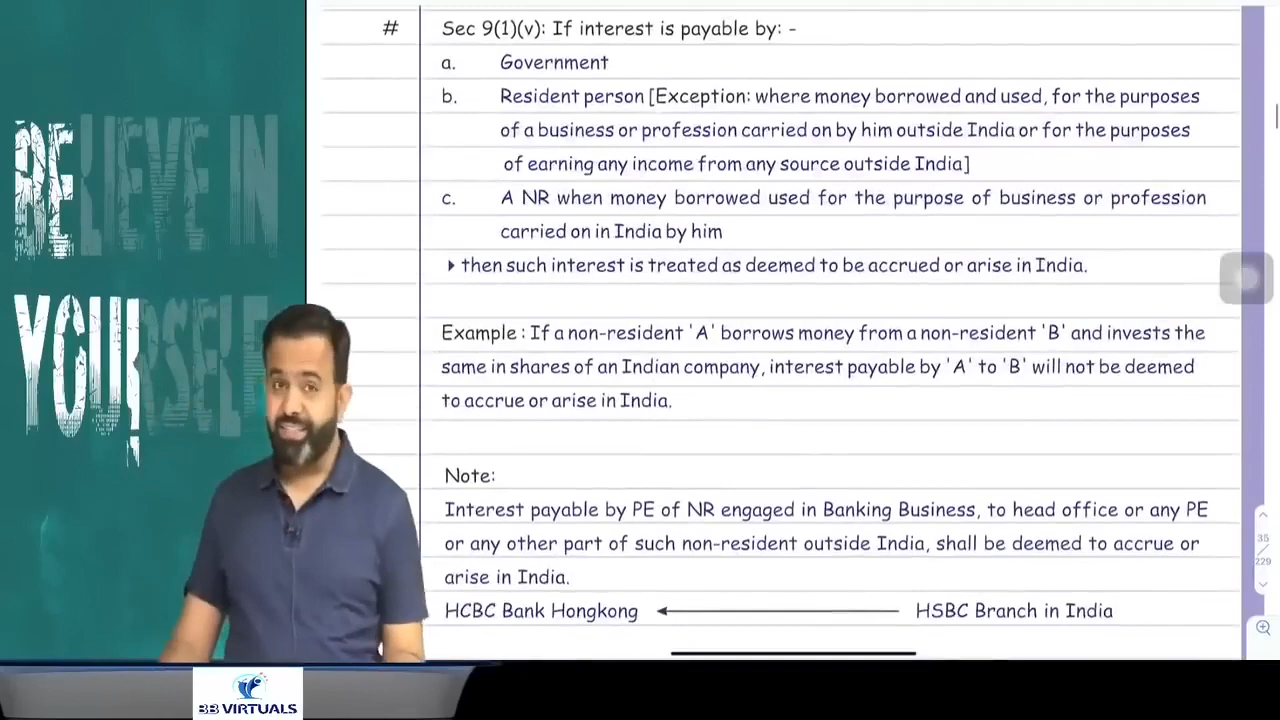 BELIEVE IN
YOURSELF
# Sec 9(1)(v): If interest is payable by: -
a. Government
b. Resident person [Exception: where money borrowed and used, for the purposes
of a business or profession carried on by him outside India or for the purposes
of earning any income from any source outside India]
c. A NR when money borrowed used for the purpose of business or profession
carried on in India by him
‣ then such interest is treated as deemed to be accrued or arise in India.
Example : If a non-resident 'A' borrows money from a non-resident 'B' and invests the
same in shares of an Indian company, interest payable by 'A' to 'B' will not be deemed
to accrue or arise in India.
Note:
Interest payable by PE of NR engaged in Banking Business, to head office or any PE
or any other part of such non-resident outside India, shall be deemed to accrue or
arise in India.
HCBC Bank Hongkong ← HSBC Branch in India
35
/
229
BB VIRTUALS